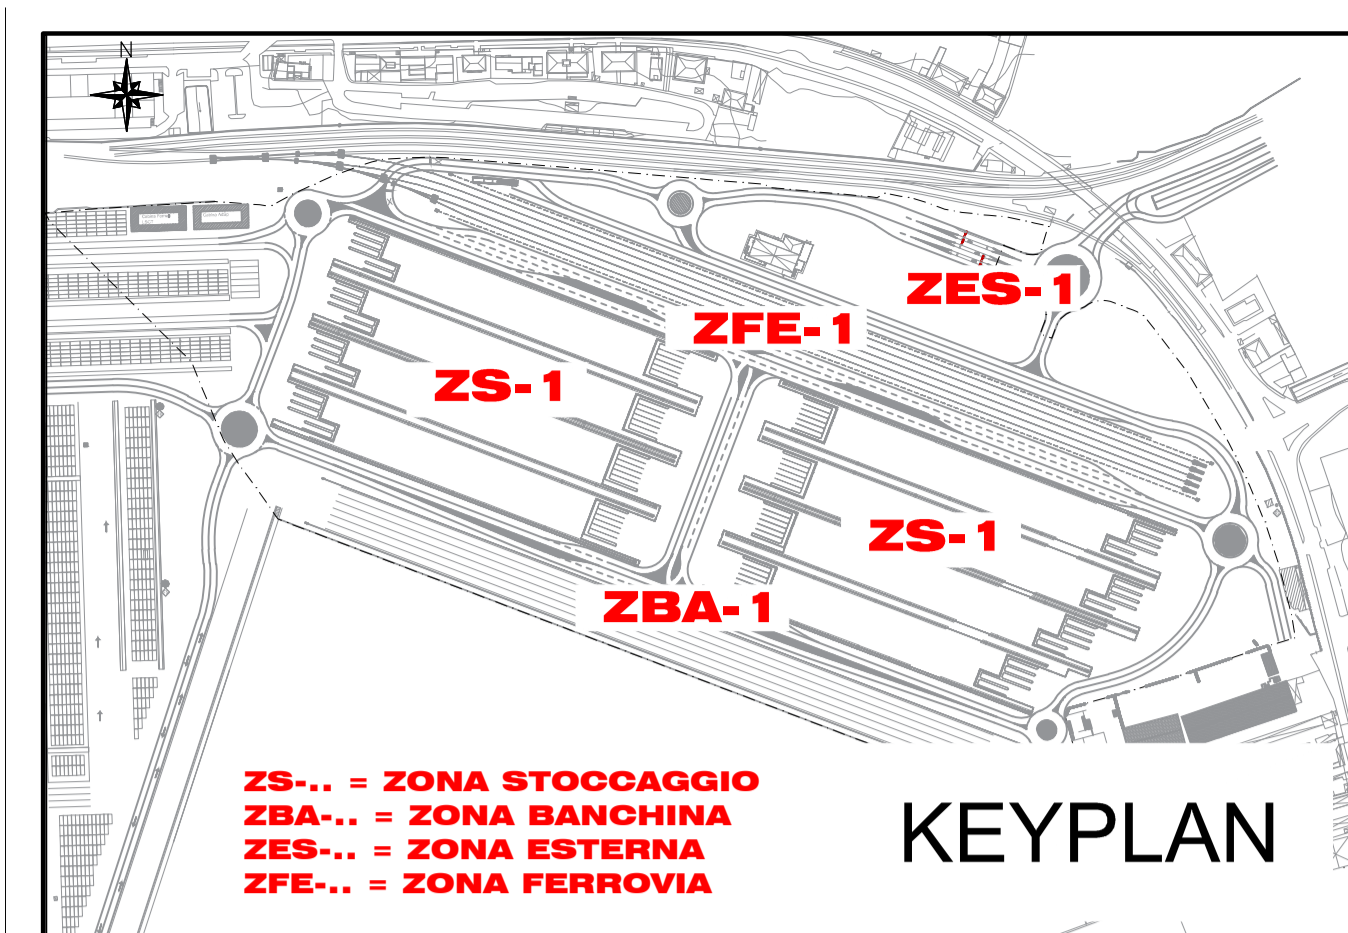 N
ZES-1
ZFE-1
ZS-1
ZS-1
ZBA-1
ZS-.. = ZONA STOCCAGGIO
ZBA-.. = ZONA BANCHINA
ZES-.. = ZONA ESTERNA
ZFE-.. = ZONA FERROVIA
KEYPLAN